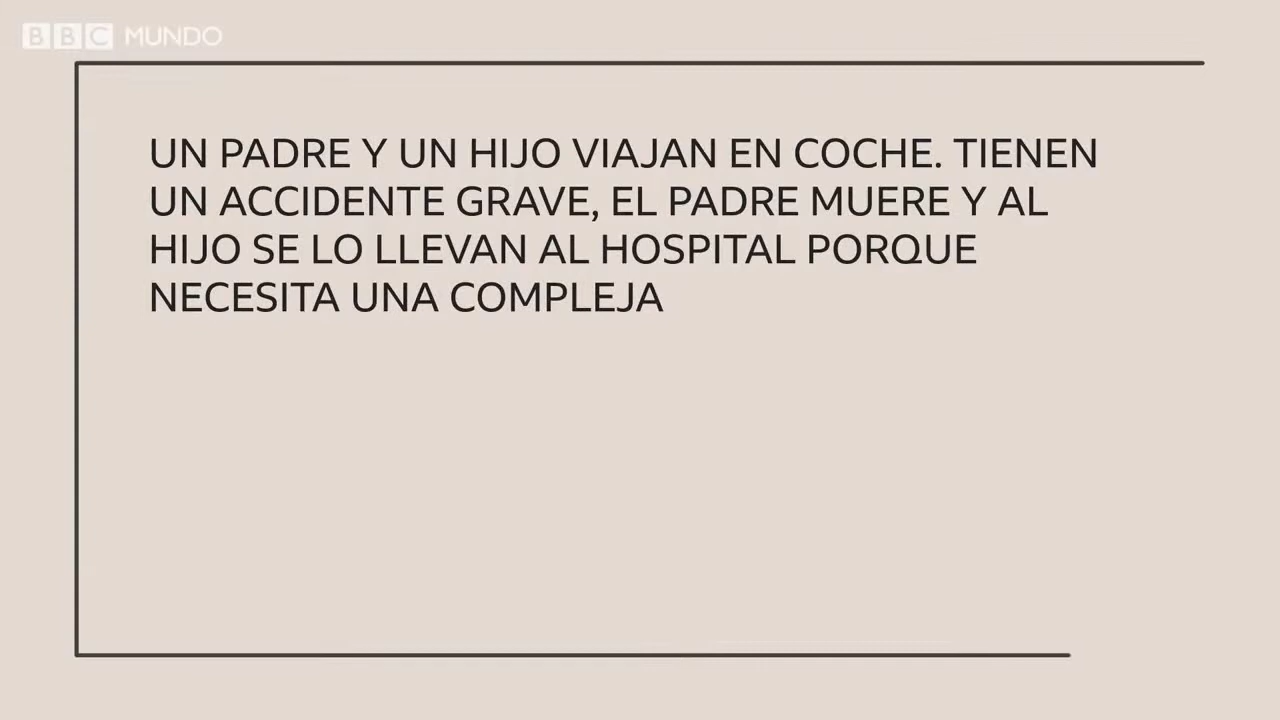 BBC MUNDO
UN PADRE Y UN HIJO VIAJAN EN COCHE. TIENEN
UN ACCIDENTE GRAVE, EL PADRE MUERE Y AL
HIJO SE LO LLEVAN AL HOSPITAL PORQUE
NECESITA UNA COMPLEJA